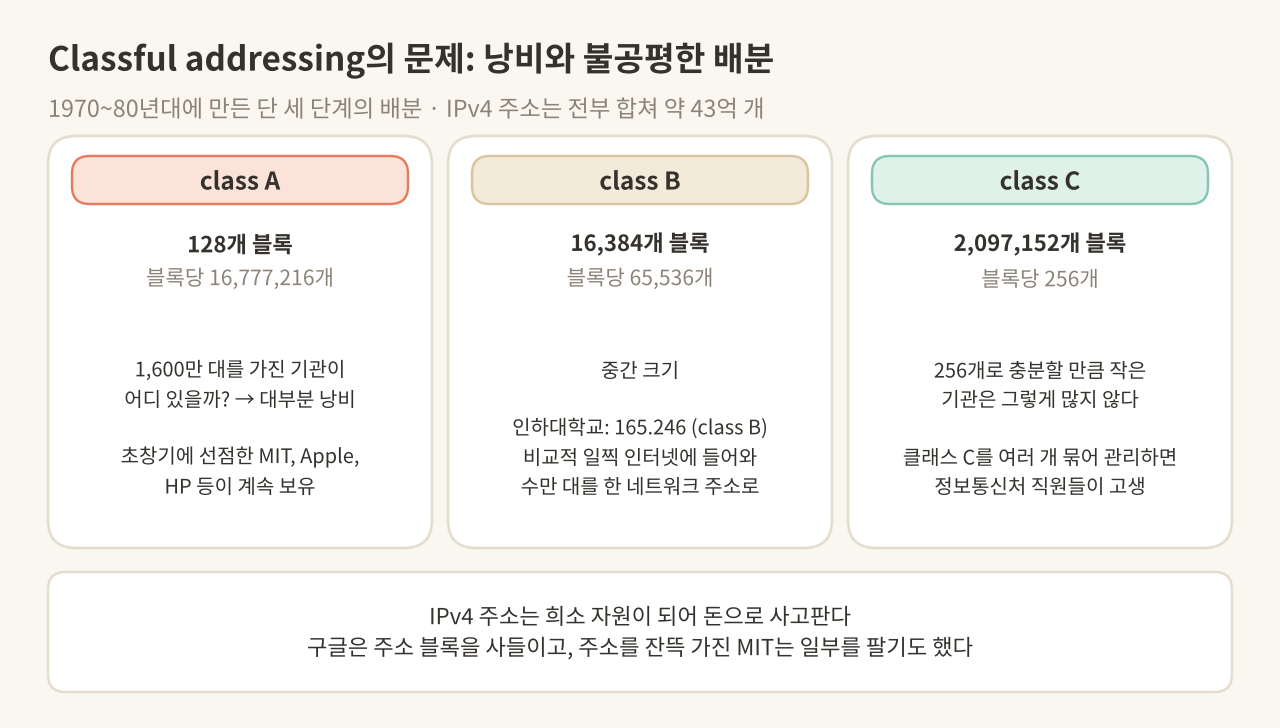 Classful addressing의 문제: 낭비와 불공평한 배분
1970~80년대에 만든 단 세 단계의 배분 · IPv4 주소는 전부 합쳐 약 43억 개
class A
128개 블록
블록당 16,777,216개
1,600만 대를 가진 기관이
어디 있을까? → 대부분 낭비
초창기에 선점한 MIT, Apple,
HP 등이 계속 보유
class B
16,384개 블록
블록당 65,536개
중간 크기
인하대학교: 165.246 (class B)
비교적 일찍 인터넷에 들어와
수만 대를 한 네트워크 주소로
class C
2,097,152개 블록
블록당 256개
256개로 충분할 만큼 작은
기관은 그렇게 많지 않다
클래스 C를 여러 개 묶어 관리하면
정보통신처 직원들이 고생
IPv4 주소는 희소 자원이 되어 돈으로 사고판다
구글은 주소 블록을 사들이고, 주소를 잔뜩 가진 MIT는 일부를 팔기도 했다